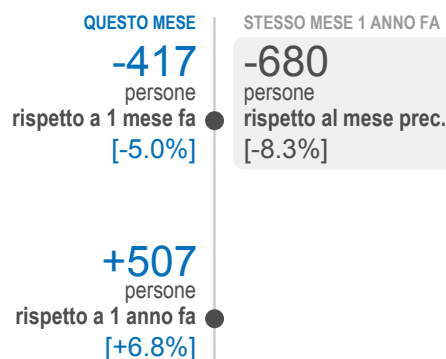 QUESTO MESE
-417
persone
rispetto a 1 mese fa
[-5.0%]
+507
persone
rispetto a 1 anno fa
[+6.8%]
STESSO MESE 1 ANNO FA
-680
persone
rispetto al mese prec.
[-8.3%]